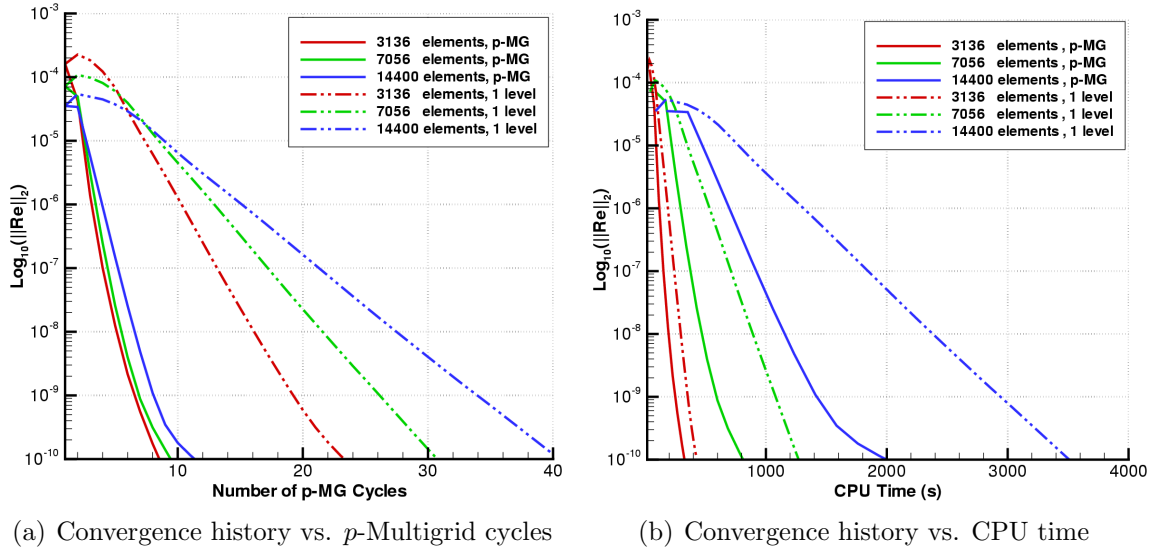 10^-3
10^-4
10^-5
10^-6
10^-7
10^-8
10^-9
10^-10
Log10(||Re||2)
3136 elements, p-MG
7056 elements, p-MG
14400 elements, p-MG
3136 elements, 1 level
7056 elements, 1 level
14400 elements, 1 level
10 20 30 40
Number of p-MG Cycles
(a) Convergence history vs. p-Multigrid cycles
10^-3
10^-4
10^-5
10^-6
10^-7
10^-8
10^-9
10^-10
Log10(||Re||2)
3136 elements , p-MG
7056 elements , p-MG
14400 elements , p-MG
3136 elements , 1 level
7056 elements , 1 level
14400 elements , 1 level
1000 2000 3000 4000
CPU Time (s)
(b) Convergence history vs. CPU time